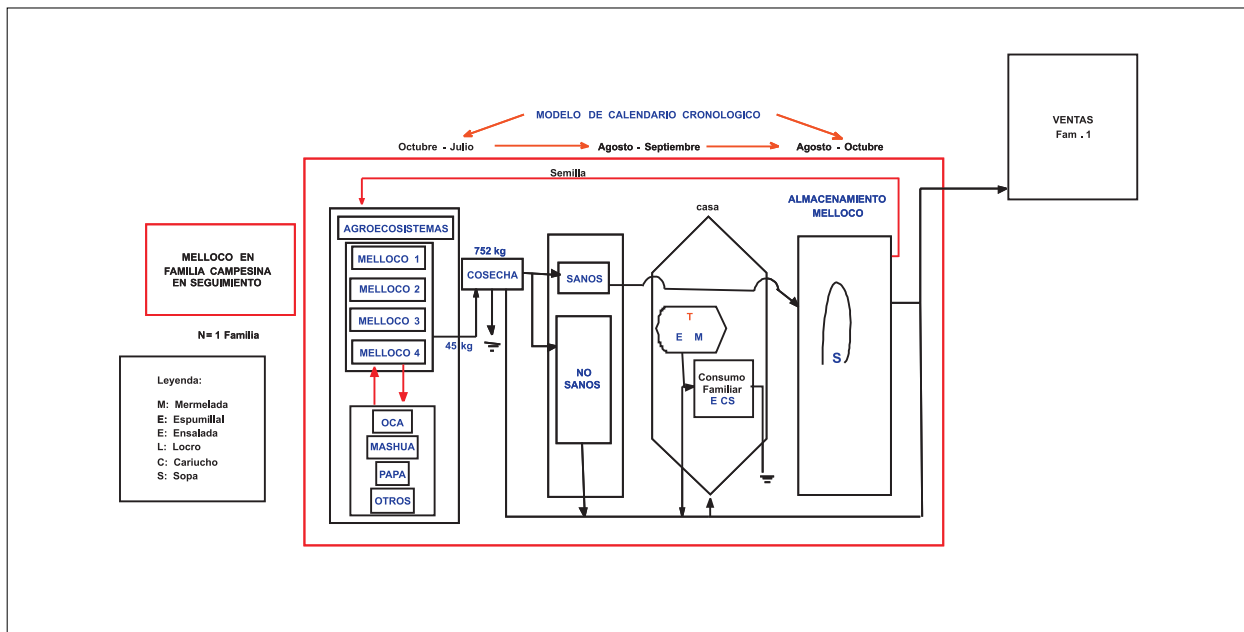 MODELO DE CALENDARIO CRONOLOGICO
Octubre - Julio
Agosto - Septiembre
Agosto - Octubre
VENTAS
Fam . 1
Semilla
MELLOCO EN
FAMILIA CAMPESINA
EN SEGUIMIENTO
N= 1 Familia
Leyenda:
M: Mermelada
E: Espumillal
E: Ensalada
L: Locro
C: Cariucho
S: Sopa
AGROECOSISTEMAS
MELLOCO 1
MELLOCO 2
MELLOCO 3
MELLOCO 4
OCA
MASHUA
PAPA
OTROS
45 kg
752 kg
COSECHA
SANOS
NO
SANOS
casa
T
E M
Consumo
Familiar
E CS
ALMACENAMIENTO
MELLOCO
S